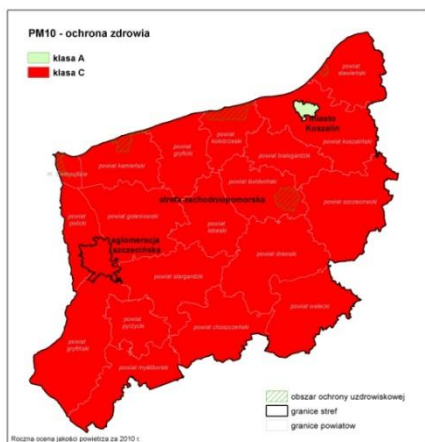 PM10 - ochrona zdrowia
klasa A
klasa C
powiat
sławieński
miasto
Koszalin
powiat
kołobrzeski
powiat koszaliński
powiat
gryficki
powiat białogardzki
powiat kamieński
powiat świdwiński
powiat szczecinecki
strefa zachodniopomorska
powiat
policki
powiat goleniowski
powiat
łobeski
aglomeracja
szczecińska
powiat drawski
powiat stargardzki
powiat wałecki
powiat
pyrzycki
powiat choszczeński
powiat
gryfiński
powiat myśliborski
obszar ochrony uzdrowiskowej
granice stref
granice powiatow
Roczna ocena jakości powietrza za 2010 r.